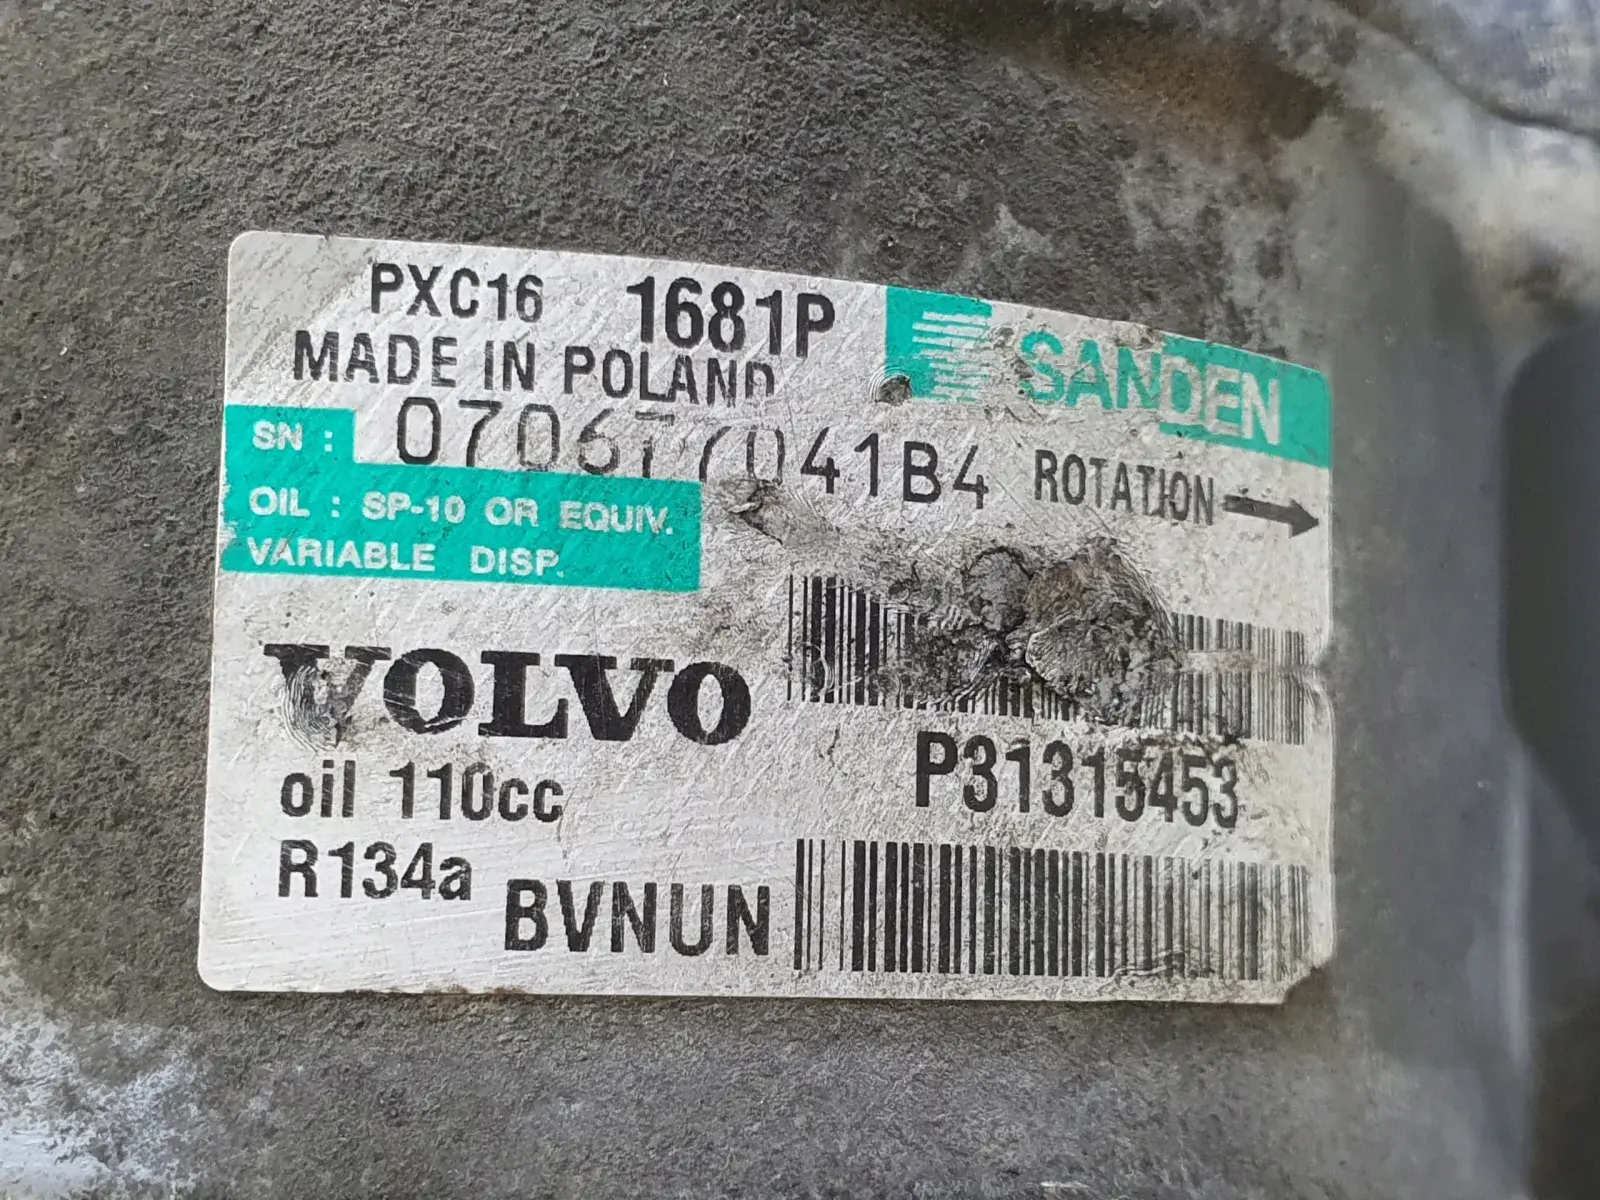 PXC16 1681P
SANDEN
MADE IN POLAND
SN :
ROTATION
OIL : SP-10 OR EQUIV.
VARIABLE DISP.
VOLVO
P31315453
oil 110cc
R134a
BVNUN